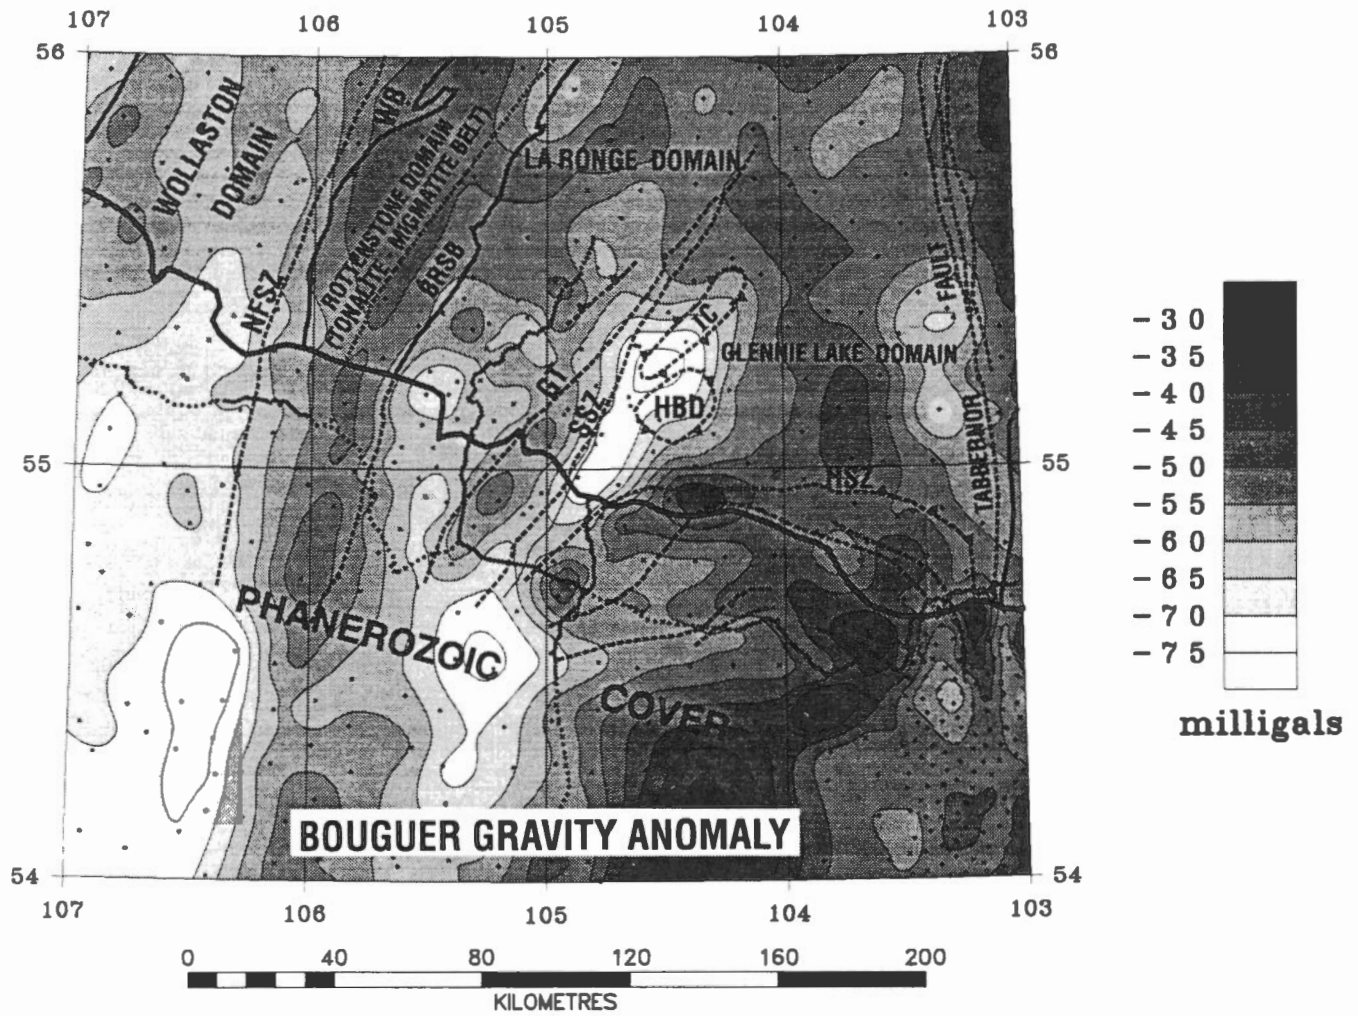 107 106 105 104 103
56 56
WOLLASTON
DOMAIN
WB
ROTTENSTONE DOMAIN
(TONALITE - MIGMATITE BELT)
BRSB
LA RONGE DOMAIN
NFSZ
FAULT
TABBERNOR
TC
GLENNIE LAKE DOMAIN
GT
SSZ
HBD
55
HSZ
PHANEROZOIC
COVER
BOUGUER GRAVITY ANOMALY
54 54
107 106 105 104 103
-30
-35
-40
-45
-50
-55
-60
-65
-70
-75
milligals
0 40 80 120 160 200
KILOMETRES